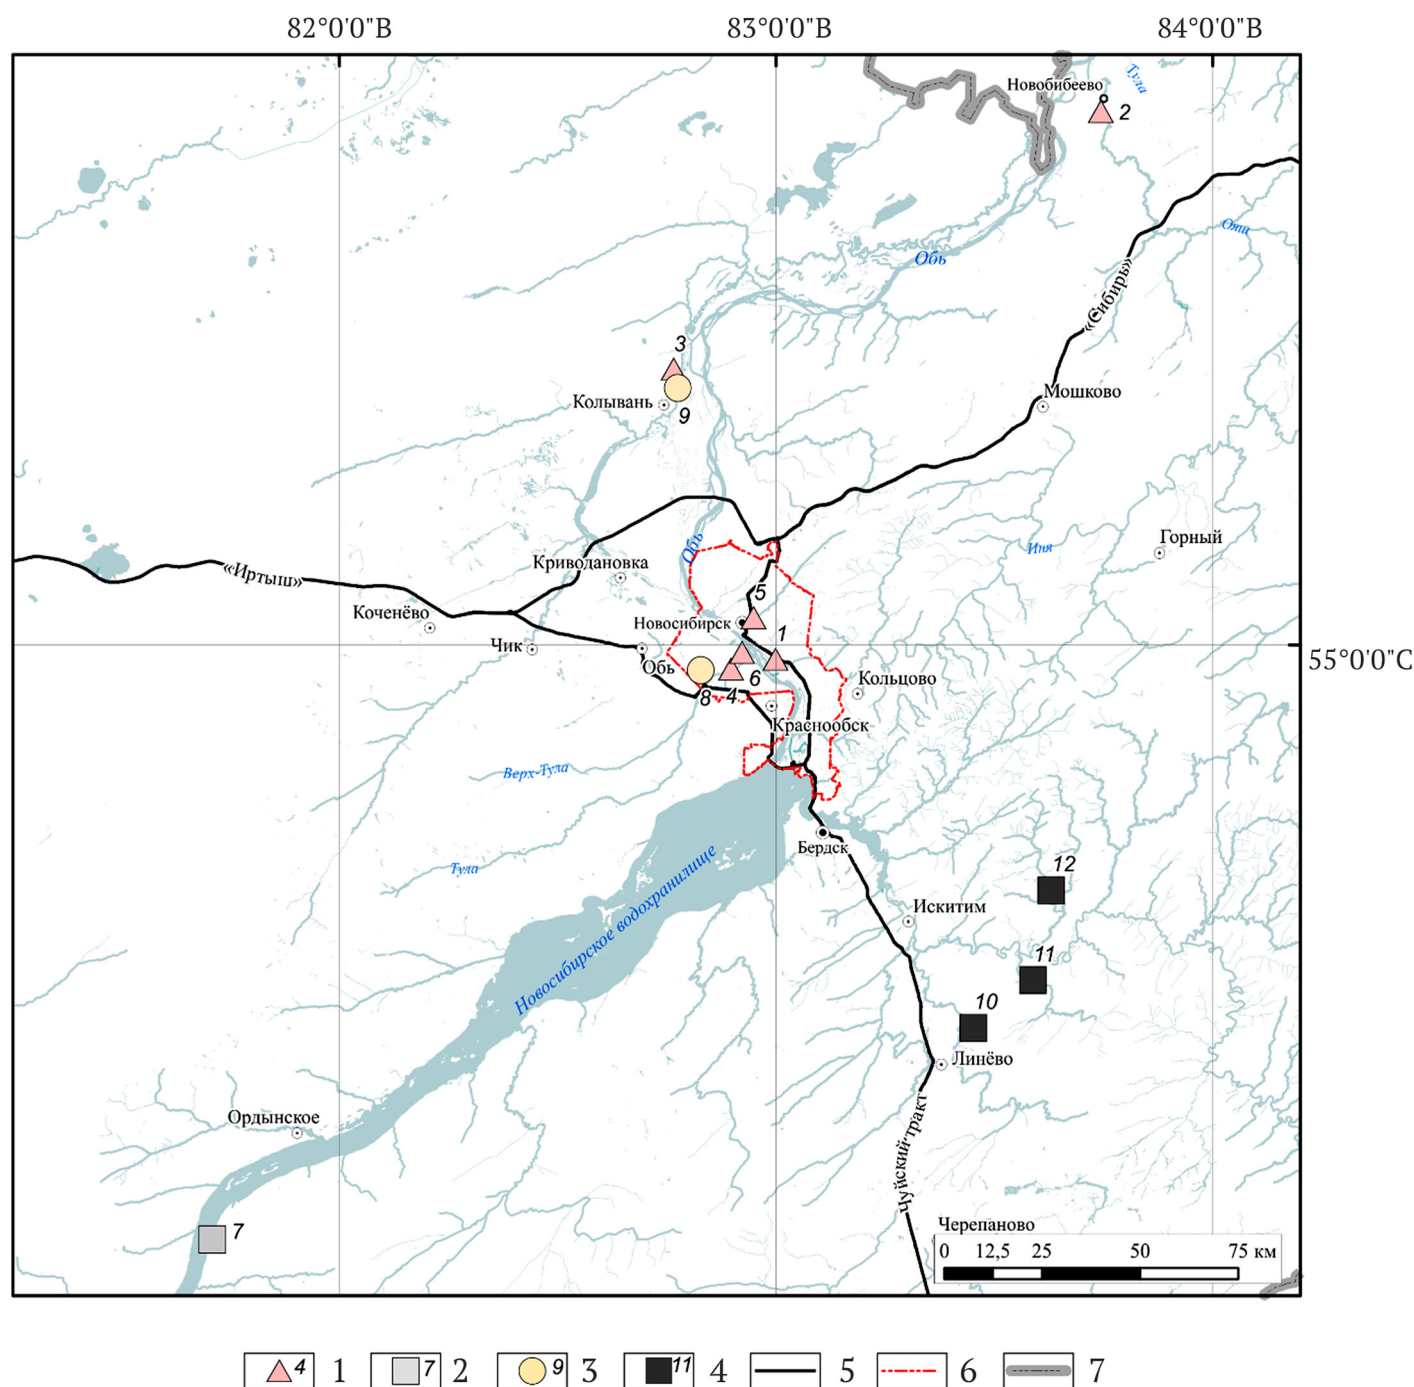 82°0'0"В 83°0'0"В 84°0'0"В
Новобибеево
Тула
2
Ояш
Обь
«Сибирь»
3
Колывань
9
Мошково
Обь
Горный
Иня
Криводановка
«Иртыш»
5
Коченёво
Новосибирск
1
Чик
55°0'0"С
Обь
6
Кольцово
8
4
Краснообск
Верх-Тула
Бердск
Тула
12
Новосибирское водохранилище
Искитим
11
10
Линёво
Ордынское
Чуйский тракт
Черепаново
7
0 12,5 25 50 75 км
4 1 7 2 9 3 11 4 5 6 7